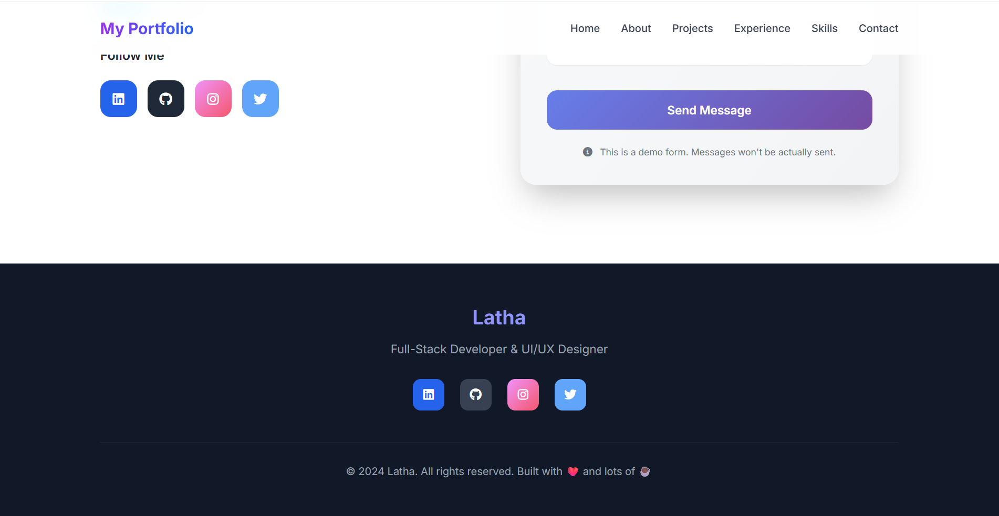 My Portfolio
Home About Projects Experience Skills Contact
Follow Me
Send Message
This is a demo form. Messages won't be actually sent.
Latha
Full-Stack Developer & UI/UX Designer
© 2024 Latha. All rights reserved. Built with ❤️ and lots of ☕